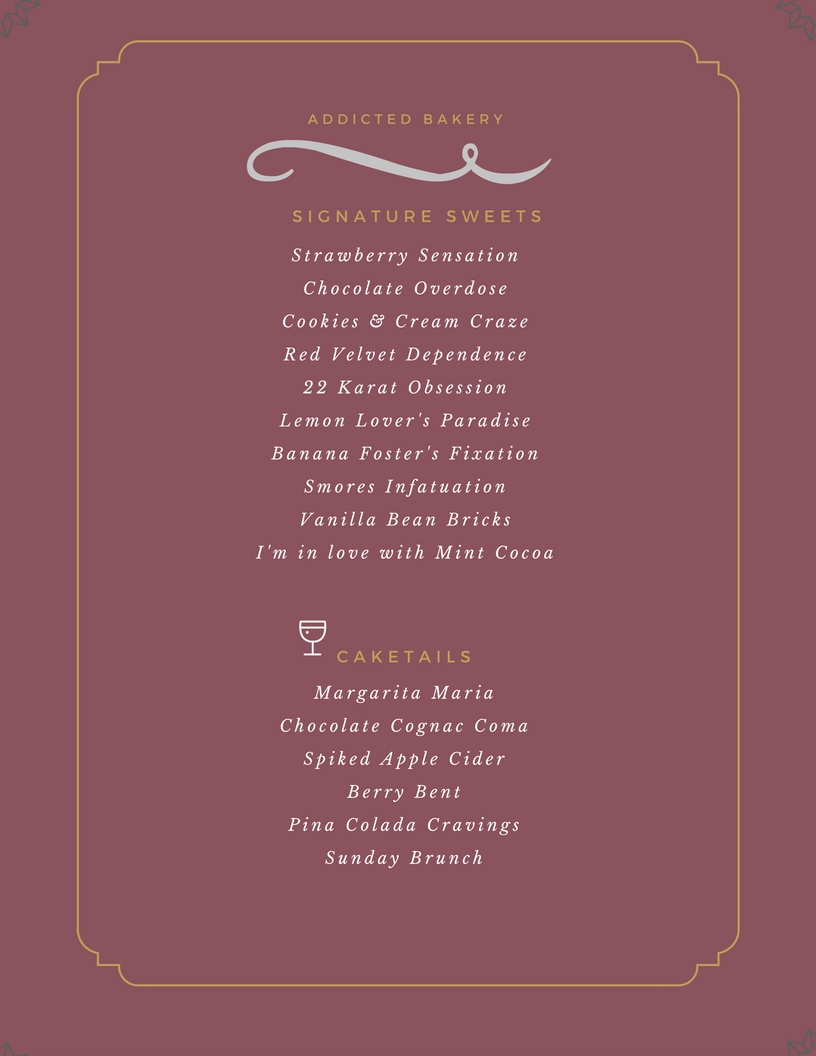 ADDICTED BAKERY
SIGNATURE SWEETS
Strawberry Sensation
Chocolate Overdose
Cookies & Cream Craze
Red Velvet Dependence
22 Karat Obsession
Lemon Lover's Paradise
Banana Foster's Fixation
Smores Infatuation
Vanilla Bean Bricks
I'm in love with Mint Cocoa
CAKETAILS
Margarita Maria
Chocolate Cognac Coma
Spiked Apple Cider
Berry Bent
Pina Colada Cravings
Sunday Brunch